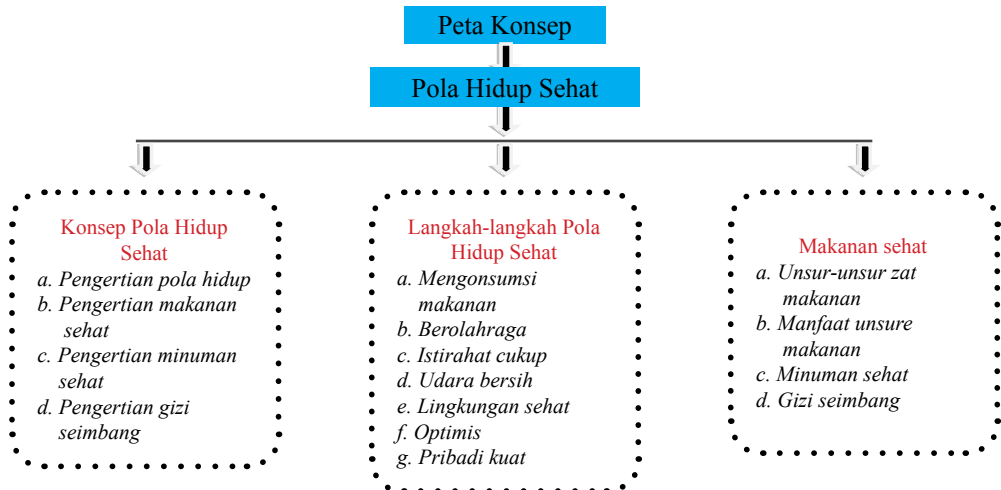 Peta Konsep
Pola Hidup Sehat
Konsep Pola Hidup
Sehat
a. Pengertian pola hidup
b. Pengertian makanan
sehat
c. Pengertian minuman
sehat
d. Pengertian gizi
seimbang
Langkah-langkah Pola
Hidup Sehat
a. Mengonsumsi
makanan
b. Berolahraga
c. Istirahat cukup
d. Udara bersih
e. Lingkungan sehat
f. Optimis
g. Pribadi kuat
Makanan sehat
a. Unsur-unsur zat
makanan
b. Manfaat unsure
makanan
c. Minuman sehat
d. Gizi seimbang